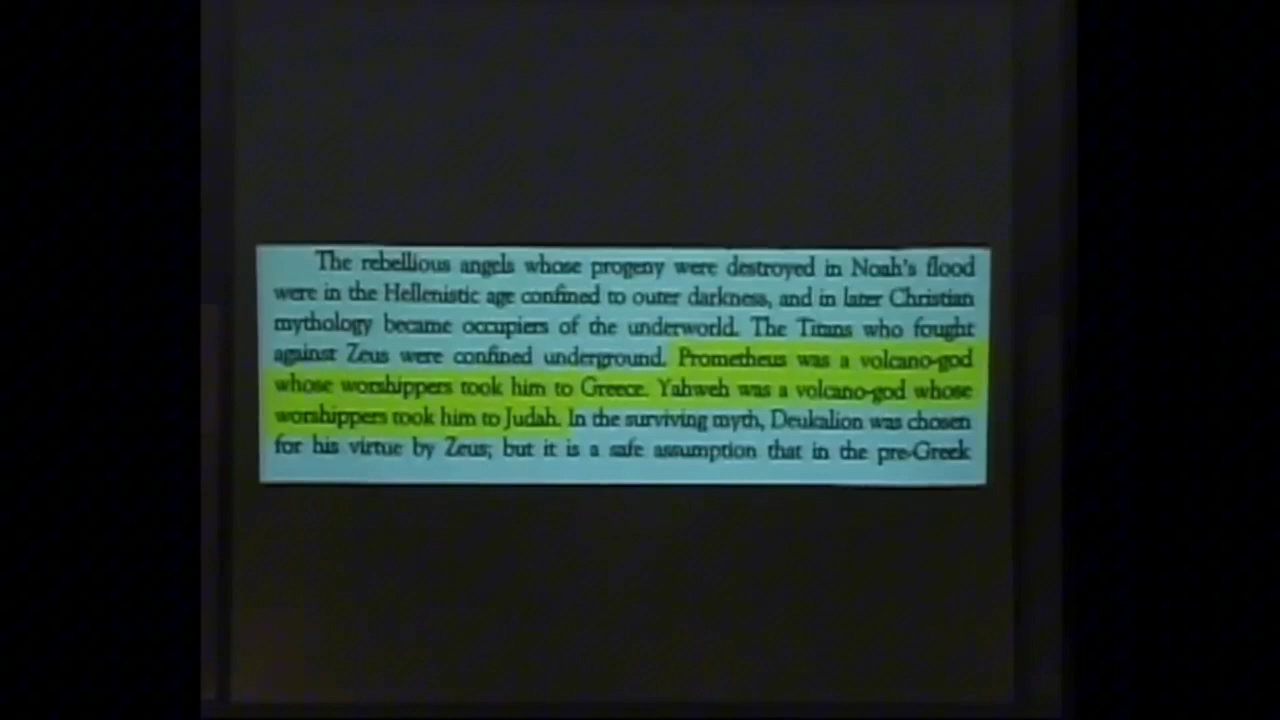 The rebellious angels whose progeny were destroyed in Noah's flood
were in the Hellenistic age confined to outer darkness, and in later Christian
mythology became occupiers of the underworld. The Titans who fought
against Zeus were confined underground. Prometheus was a volcano-god
whose worshippers took him to Greece. Yahweh was a volcano-god whose
worshippers took him to Judah. In the surviving myth, Deukalion was chosen
for his virtue by Zeus; but it is a safe assumption that in the pre-Greek